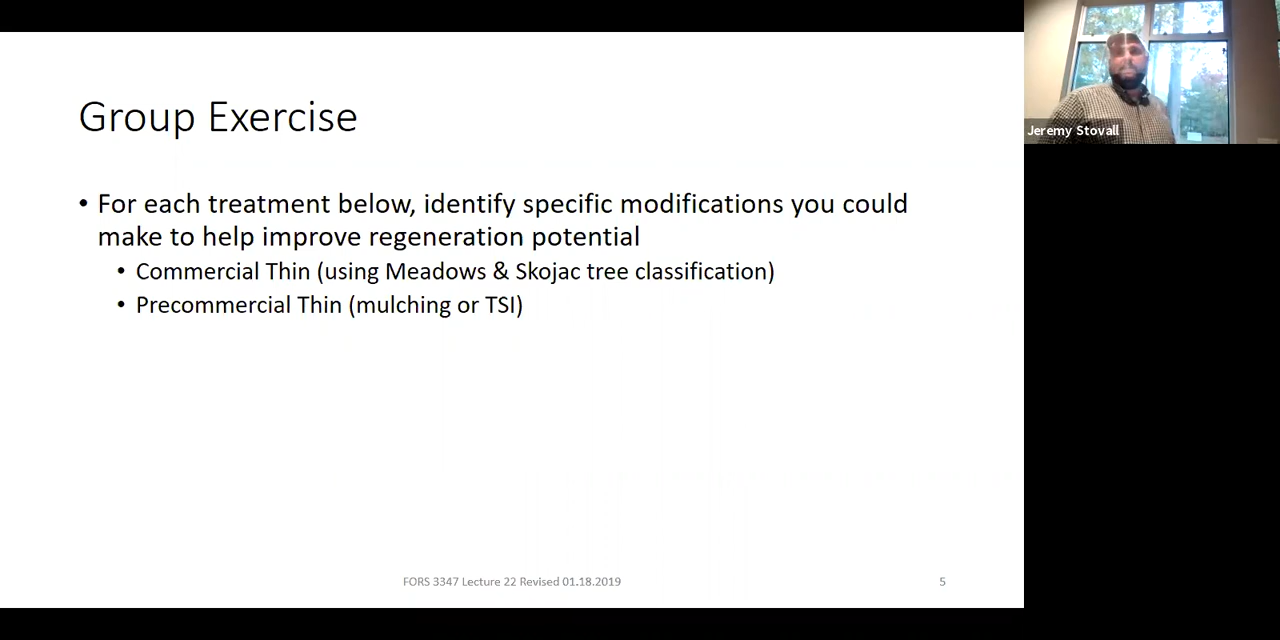 Group Exercise
• For each treatment below, identify specific modifications you could
make to help improve regeneration potential
• Commercial Thin (using Meadows & Skojac tree classification)
• Precommercial Thin (mulching or TSI)
FORS 3347 Lecture 22 Revised 01.18.2019
5
Jeremy Stovall